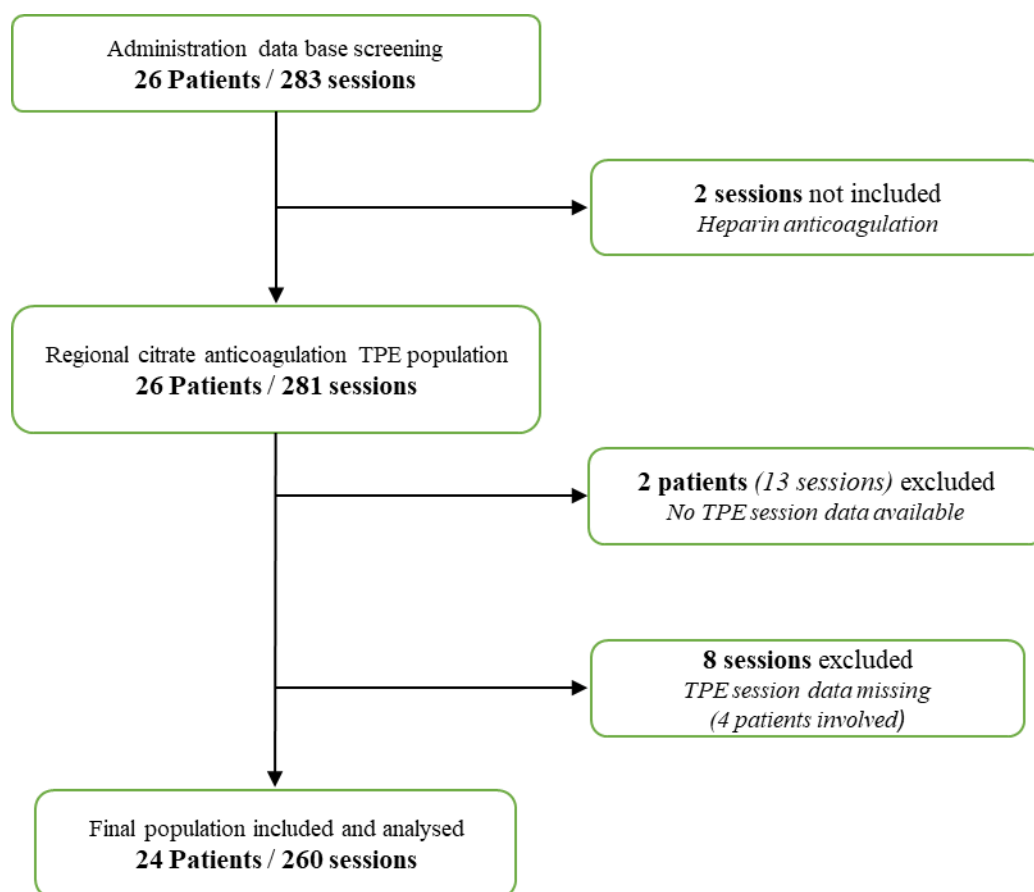 Administration data base screening
26 Patients / 283 sessions
2 sessions not included
Heparin anticoagulation
Regional citrate anticoagulation TPE population
26 Patients / 281 sessions
2 patients (13 sessions) excluded
No TPE session data available
8 sessions excluded
TPE session data missing
(4 patients involved)
Final population included and analysed
24 Patients / 260 sessions